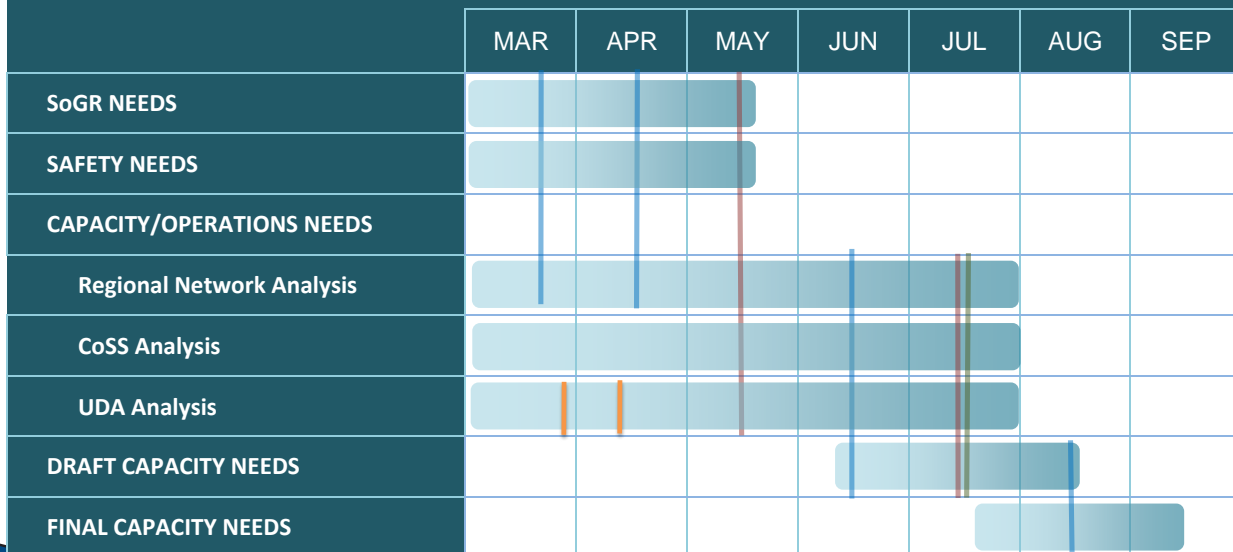 MAR APR MAY JUN JUL AUG SEP
SoGR NEEDS
SAFETY NEEDS
CAPACITY/OPERATIONS NEEDS
Regional Network Analysis
CoSS Analysis
UDA Analysis
DRAFT CAPACITY NEEDS
FINAL CAPACITY NEEDS